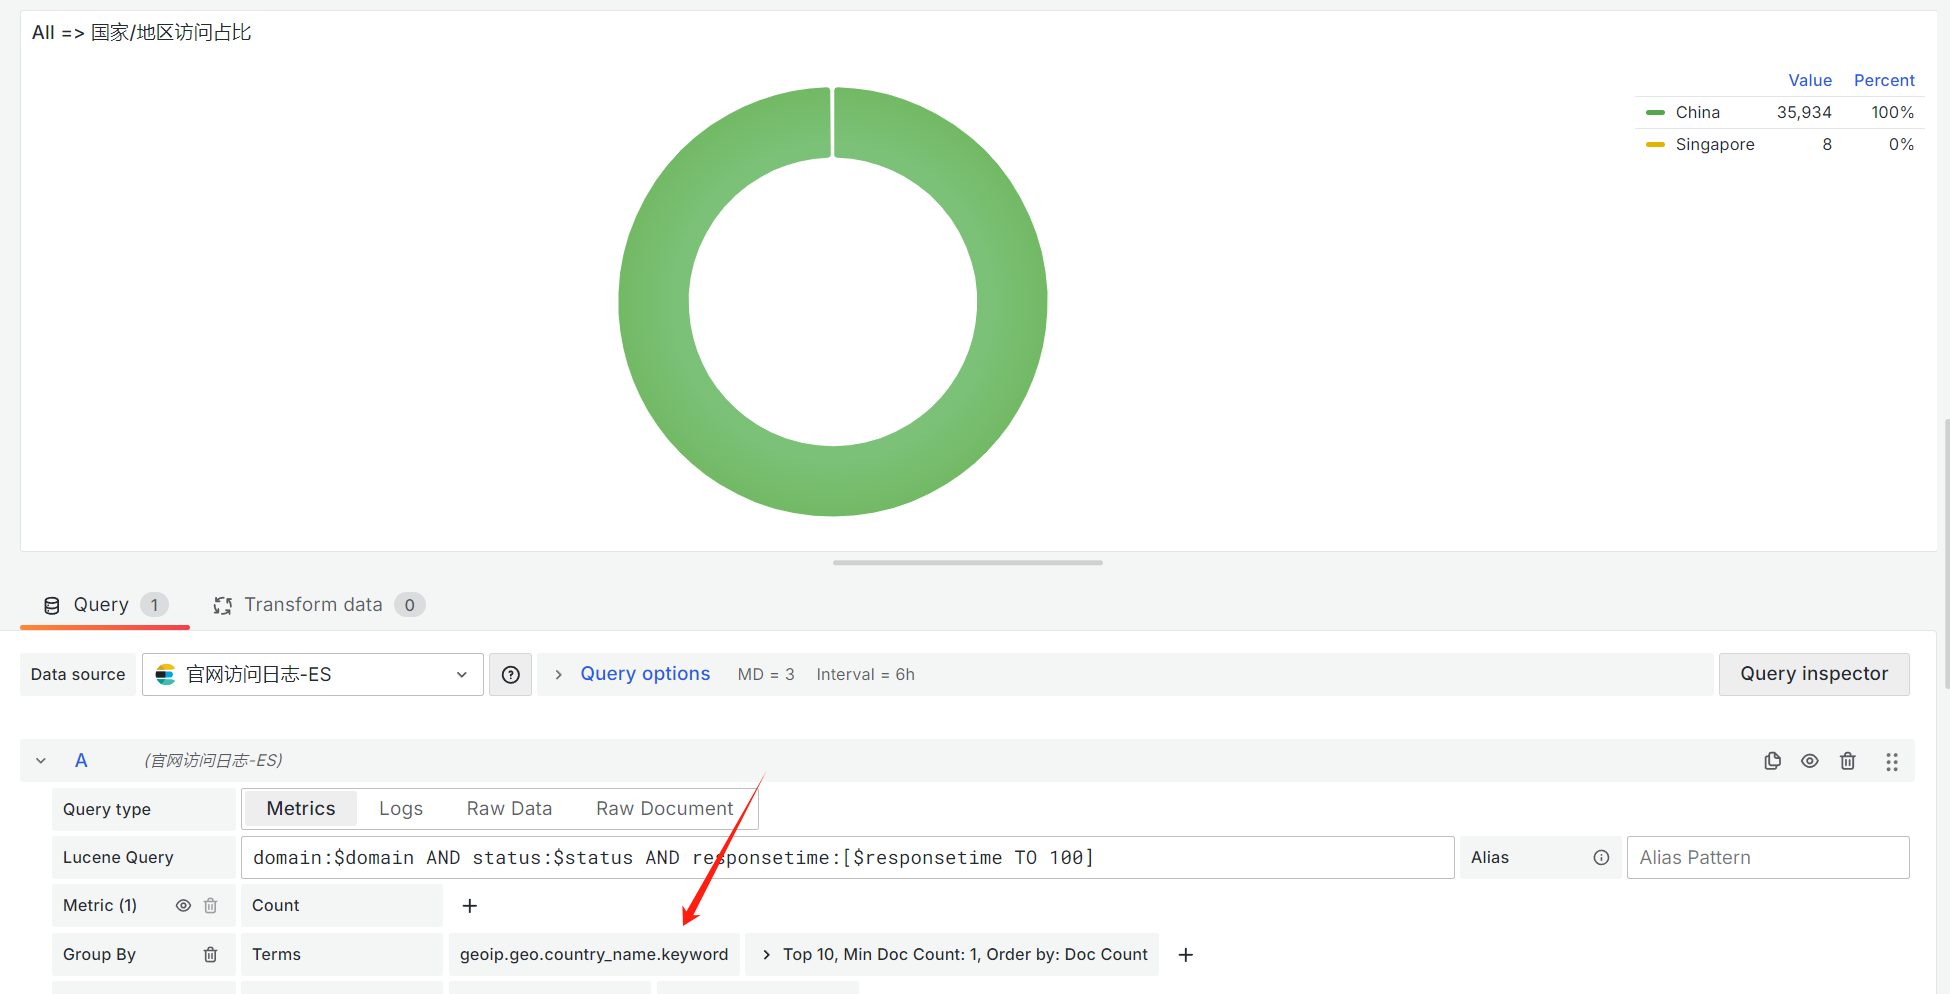 All => 国家/地区访问占比
Value Percent
China 35,934 100%
Singapore 8 0%
Query 1 Transform data 0
Data source 官网访问日志-ES Query options MD = 3 Interval = 6h Query inspector
A (官网访问日志-ES)
Query type Metrics Logs Raw Data Raw Document
Lucene Query domain:$domain AND status:$status AND responsetime:[$responsetime TO 100] Alias Alias Pattern
Metric (1) Count
Group By Terms geoip.geo.country_name.keyword Top 10, Min Doc Count: 1, Order by: Doc Count